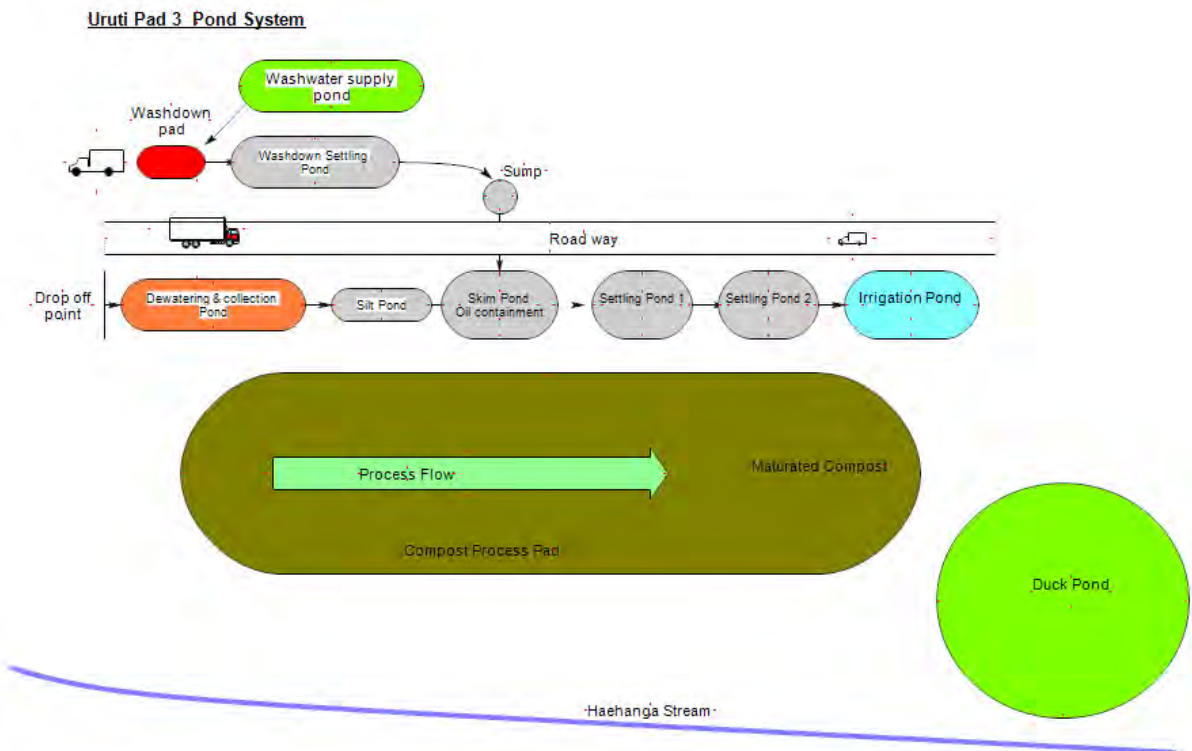 Uruti Pad 3 Pond System
Washwater supply
pond
Washdown
pad
Washdown Settling
Pond
Sump
Road way
Drop off
point
Dewatering & collection
Pond
Silt Pond
Skim Pond
Oil containment
Settling Pond 1
Settling Pond 2
Irrigation Pond
Process Flow
Maturated Compost
Compost Process Pad
Duck Pond
Haehanga Stream